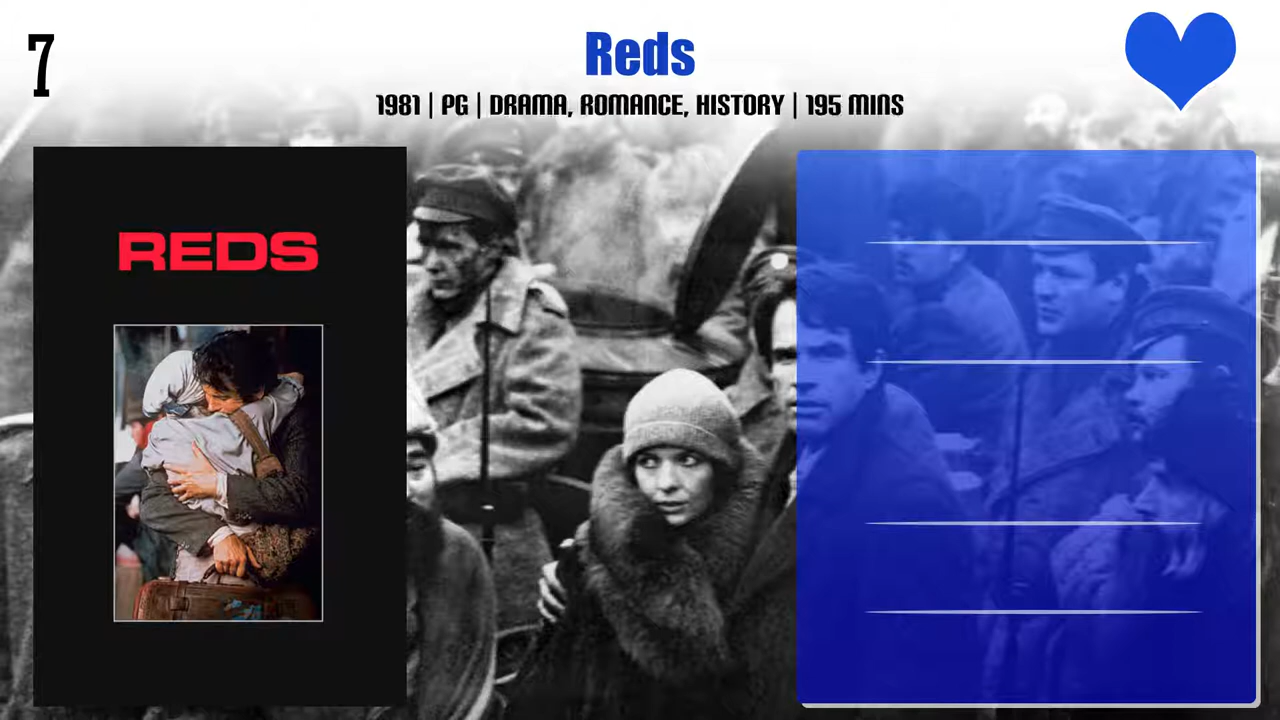 7
Reds
1981 | PG | DRAMA, ROMANCE, HISTORY | 195 MINS
REDS